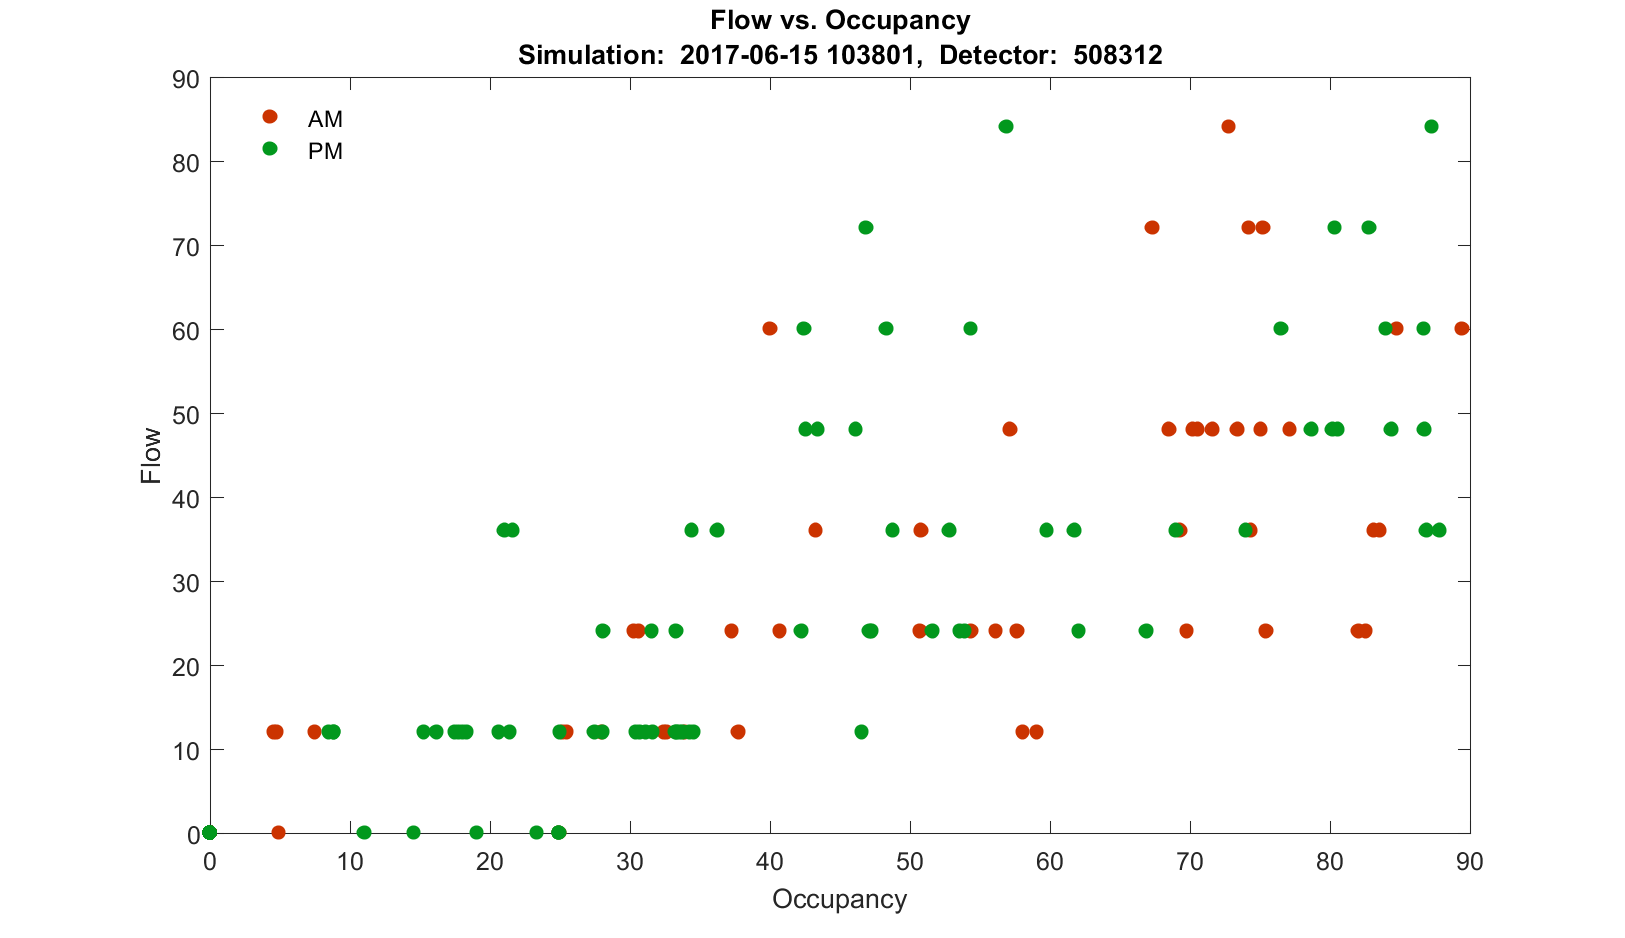 Flow vs. Occupancy
Simulation:  2017-06-15 103801,  Detector:  508312
90
80
70
60
50
40
30
20
10
0
Flow
AM
PM
0 10 20 30 40 50 60 70 80 90
Occupancy